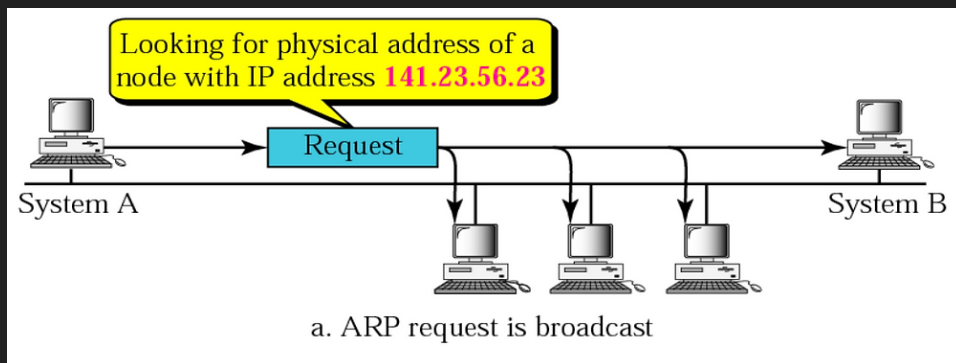 Looking for physical address of a
node with IP address 141.23.56.23
Request
System A
System B
a. ARP request is broadcast